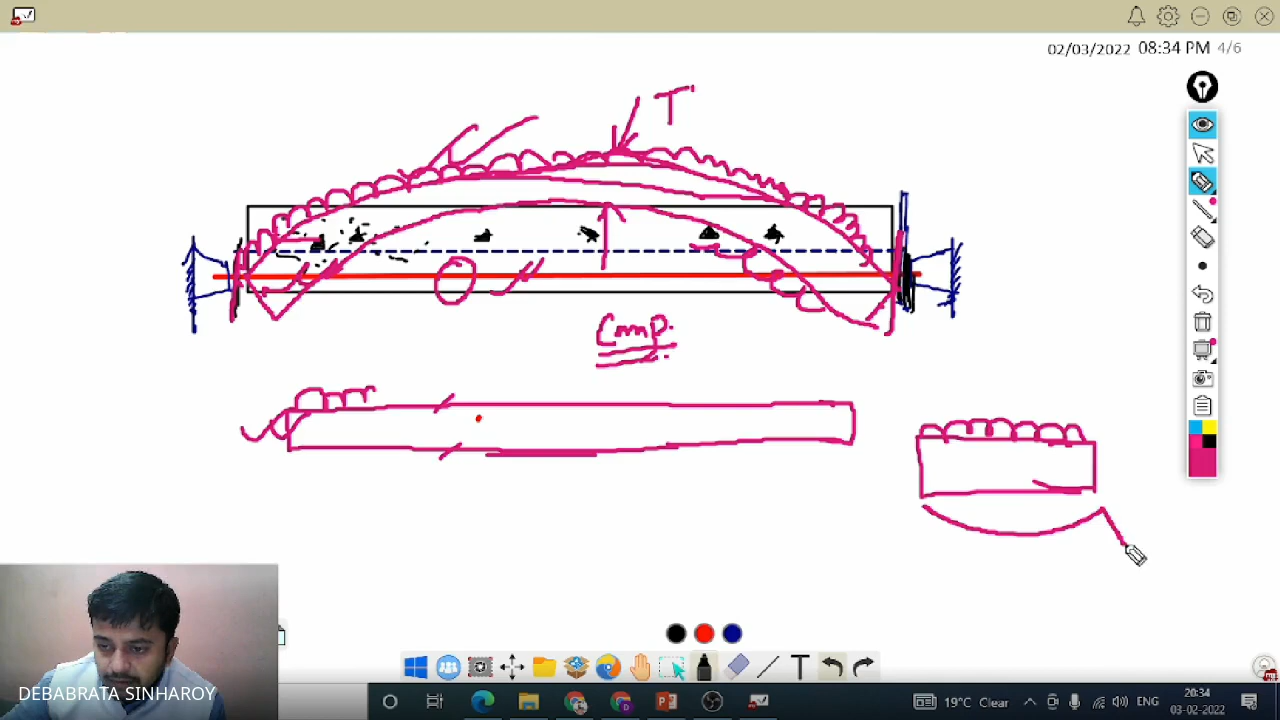 02/03/2022 08:34 PM 4/6
T
Comp.
DEBABRATA SINHAROY
T
19°C Clear
ENG
20:34
03-02-2022